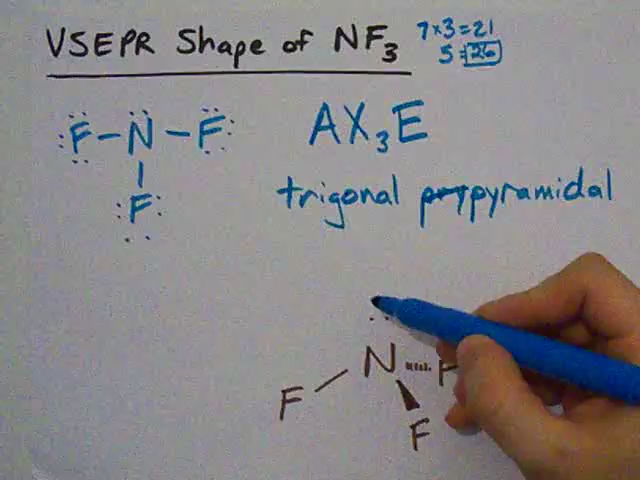 VSEPR Shape of NF3
7×3=21
5=26
F–N–F
F
AX3E
trigonal pyramidal
N F
F
F